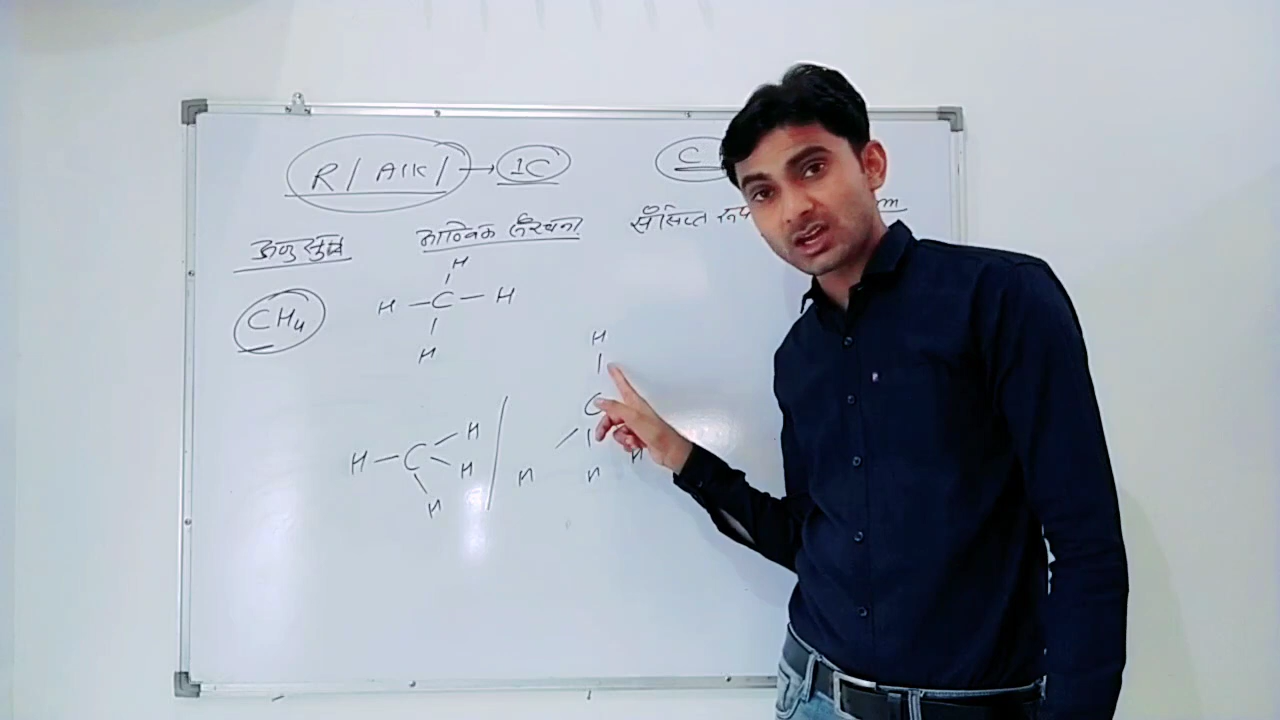 R / Alk / → 1C C
अणु सूत्र आण्विक संरचना संक्षिप्त रूप m
CH4
H
H - C - H
H
H
C
H - C - H
H
H
H H H